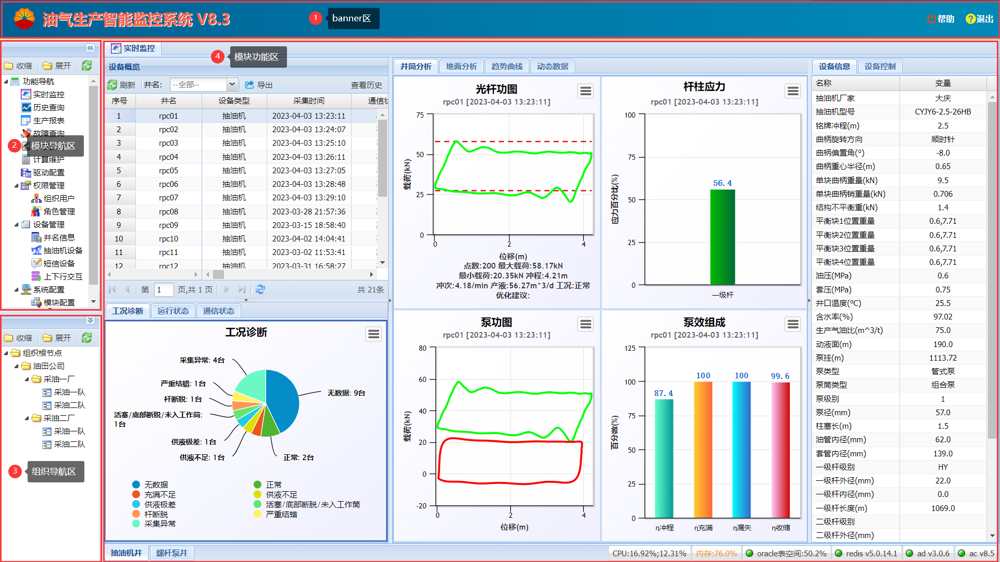 油气生产智能监控系统 V8.3
1 banner区
帮助
退出
收缩 展开
功能导航
实时监控
历史查询
生产报表
故障查询
2 模块导航区
计算维护
驱动配置
权限管理
组织用户
角色管理
设备管理
井名信息
抽油机设备
短信设备
上下行交互
系统配置
模块配置
收缩 展开
组织根节点
油田公司
采油一厂
采油一队
采油二队
采油二厂
采油一队
采油二队
3 组织导航区
实时监控
4 模块功能区
设备概览
刷新 井名: --全部-- 导出 查看历史
序号 井名 设备类型 采集时间 通信状
1 rpc01 抽油机 2023-04-03 13:23:11
2 rpc02 抽油机 2023-04-03 13:24:07
3 rpc03 抽油机 2023-04-03 13:25:10
4 rpc04 抽油机 2023-04-03 13:26:11
5 rpc05 抽油机 2023-04-03 13:27:05
6 rpc06 抽油机 2023-04-03 13:28:48
7 rpc07 抽油机 2023-04-03 13:29:10
8 rpc08 抽油机 2023-03-28 21:57:36
9 rpc09 抽油机 2023-03-15 18:58:40
10 rpc10 抽油机 2023-04-02 14:04:41
11 rpc11 抽油机 2023-03-02 11:53:41
12 rpc12 抽油机 2023-03-31 16:58:27
第 1 页,共 1 页 共 21条
工况诊断 运行状态 通信状态
工况诊断
采集异常: 4台
严重结蜡: 1台
无数据: 9台
杆断脱: 1台
活塞/底部断脱/未入工作筒:
1台
供液极差: 1台
供液不足: 1台
正常: 2台
无数据 正常
充满不足 供液不足
供液极差 活塞/底部断脱/未入工作筒
杆断脱 严重结蜡
采集异常
抽油机井 螺杆泵井
井筒分析 地面分析 趋势曲线 动态数据
光杆功图
rpc01 [2023-04-03 13:23:11]
75
50
25
0
载荷(kN)
0 2 4
位移(m)
点数:200 最大载荷:58.17kN
最小载荷:20.35kN 冲程:4.21m
冲次:4.18/min 产液:56.27m^3/d 工况:正常
优化建议:
杆柱应力
rpc01 [2023-04-03 13:23:11]
100
75
50
25
0
应力百分比(%)
56.4
一级杆
泵功图
rpc01 [2023-04-03 13:23:11]
80
60
40
20
0
-20
载荷(kN)
0 2 4
位移(m)
泵效组成
rpc01 [2023-04-03 13:23:11]
125
100
75
50
25
0
百分数(%)
87.4 100 100 99.6
η冲程 η充满 η漏失 η收缩
设备信息 设备控制
名称 变量
抽油机厂家 大庆
抽油机型号 CYJY6-2.5-26HB
铭牌冲程(m) 2.5
曲柄旋转方向 顺时针
曲柄偏置角(°) -8.0
曲柄重心半径(m) 0.65
单块曲柄重量(kN) 9.5
单块曲柄销重量(kN) 0.706
结构不平衡重(kN) 1.4
平衡块1位置重量 0.6,7.71
平衡块2位置重量 0.6,7.71
平衡块3位置重量 0.6,7.71
平衡块4位置重量 0.6,7.71
油压(MPa) 0.6
套压(MPa) 0.75
井口温度(℃) 25.5
含水率(%) 97.02
生产气油比(m^3/t) 75.0
动液面(m) 190.0
泵挂(m) 1113.72
泵类型 管式泵
泵筒类型 组合泵
泵级别 1
泵径(mm) 57.0
柱塞长(m) 1.5
油管内径(mm) 62.0
套管内径(mm) 139.0
一级杆级别 HY
一级杆外径(mm) 22.0
一级杆内径(mm) 0.0
一级杆长度(m) 1069.0
二级杆级别
二级杆外径(mm)
CPU:16.92%;12.31% 内存:76.0% oracle表空间:50.2% redis v5.0.14.1 ad v3.0.6 ac v8.5